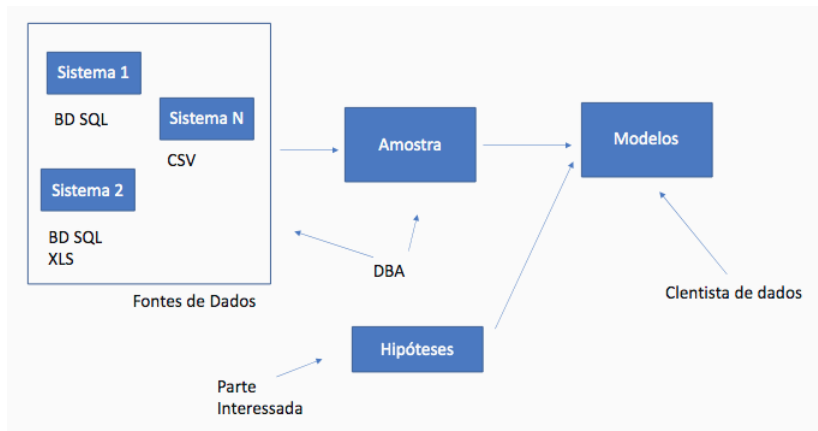 Sistema 1
BD SQL
Sistema N
CSV
Sistema 2
BD SQL
XLS
Fontes de Dados
Amostra
Modelos
DBA
Clentista de dados
Hipóteses
Parte
Interessada